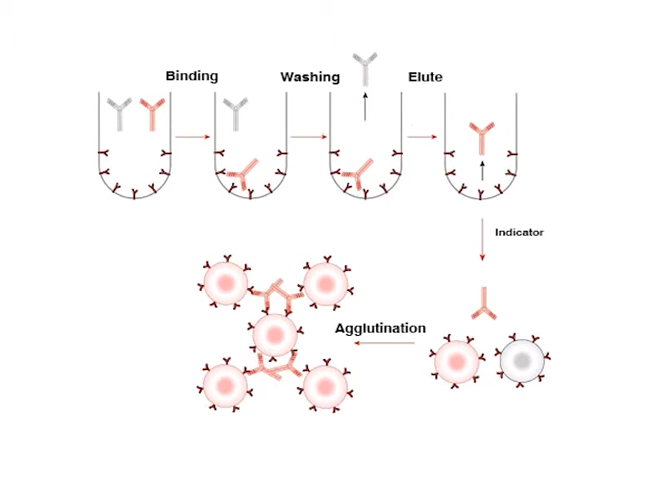 Binding
Washing
Elute
Indicator
Agglutination